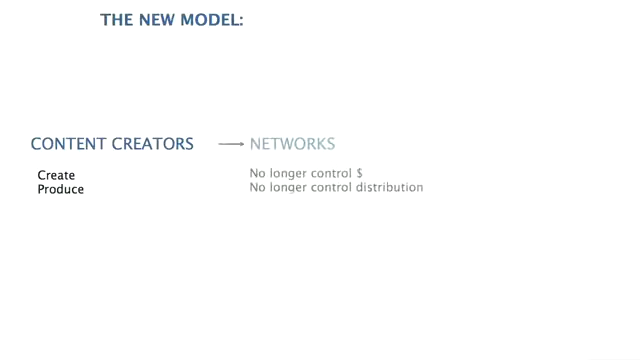 THE NEW MODEL:
CONTENT CREATORS
Create
Produce
NETWORKS
No longer control $
No longer control distribution